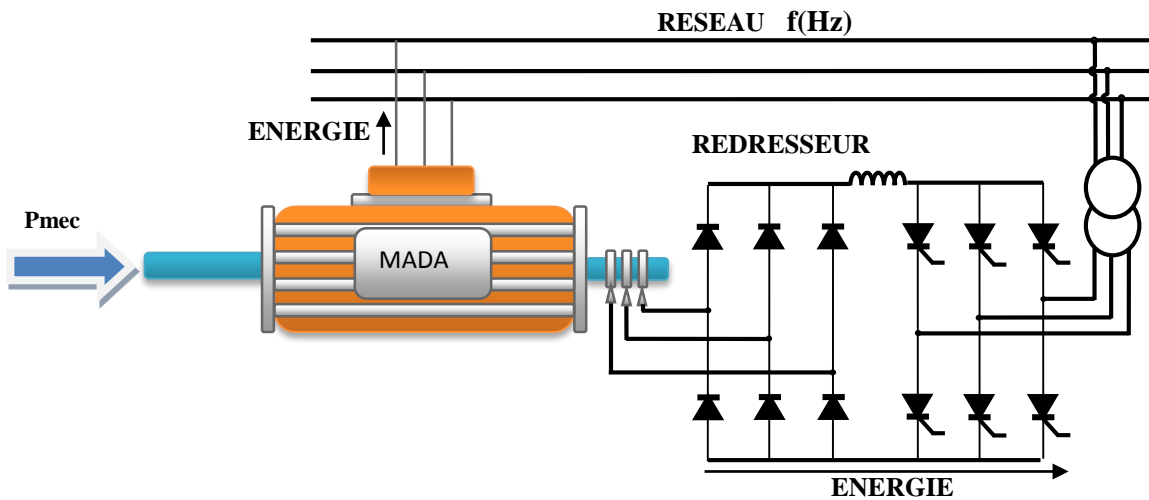 RESEAU f(Hz)
ENERGIE
REDRESSEUR
Pmec
MADA
ENERGIE